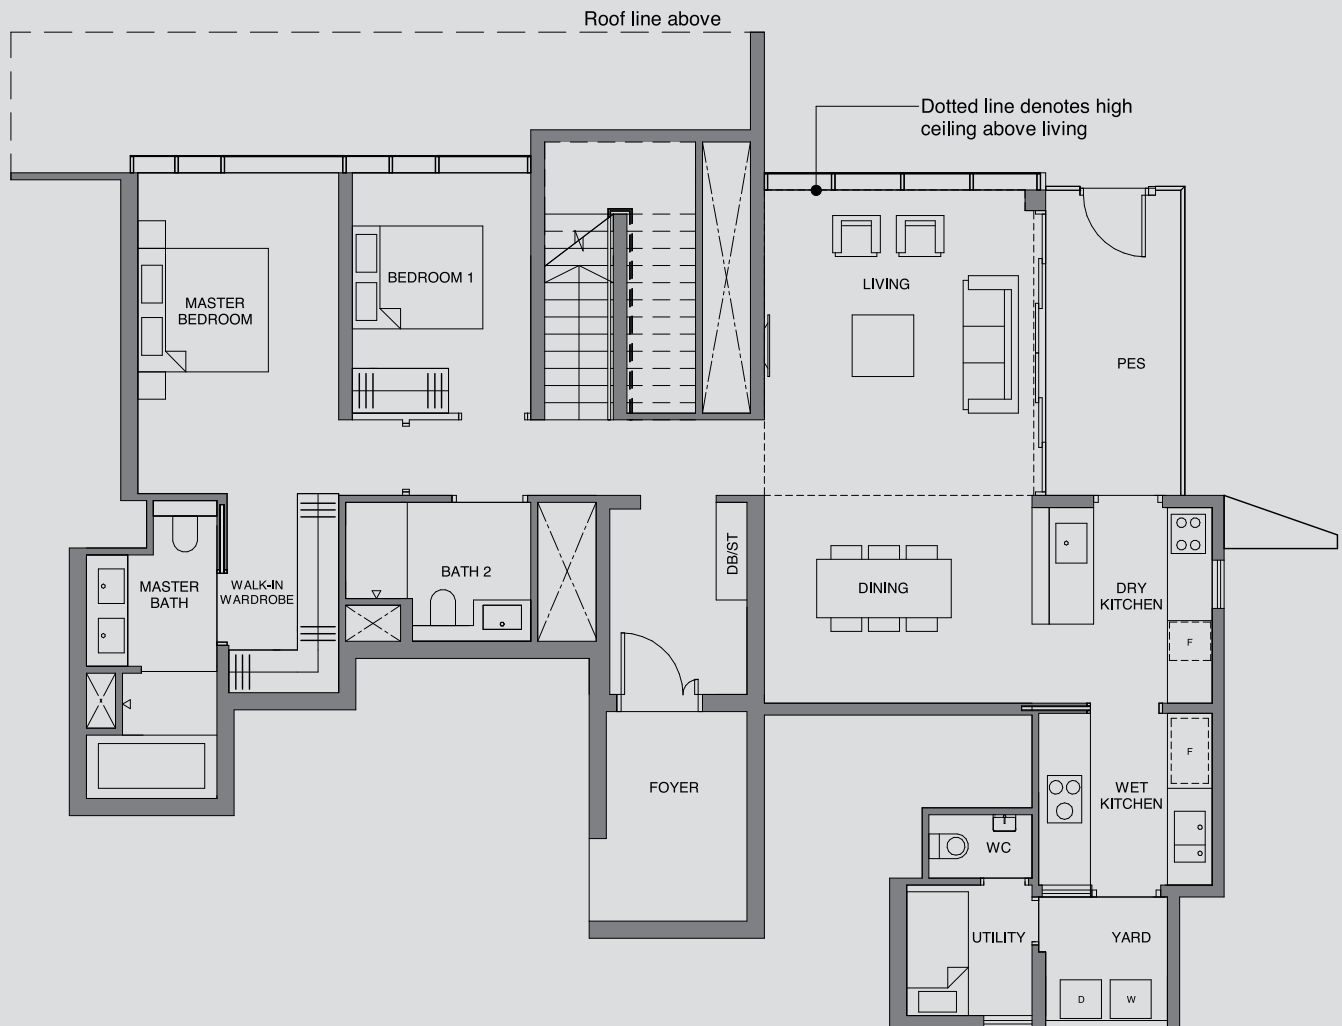 Roof line above
Dotted line denotes high
ceiling above living
BEDROOM 1
LIVING
MASTER
BEDROOM
PES
DB/ST
BATH 2
DINING
DRY
KITCHEN
MASTER
BATH
WALK-IN
WARDROBE
F
F
FOYER
WET
KITCHEN
WC
UTILITY
YARD
D
W